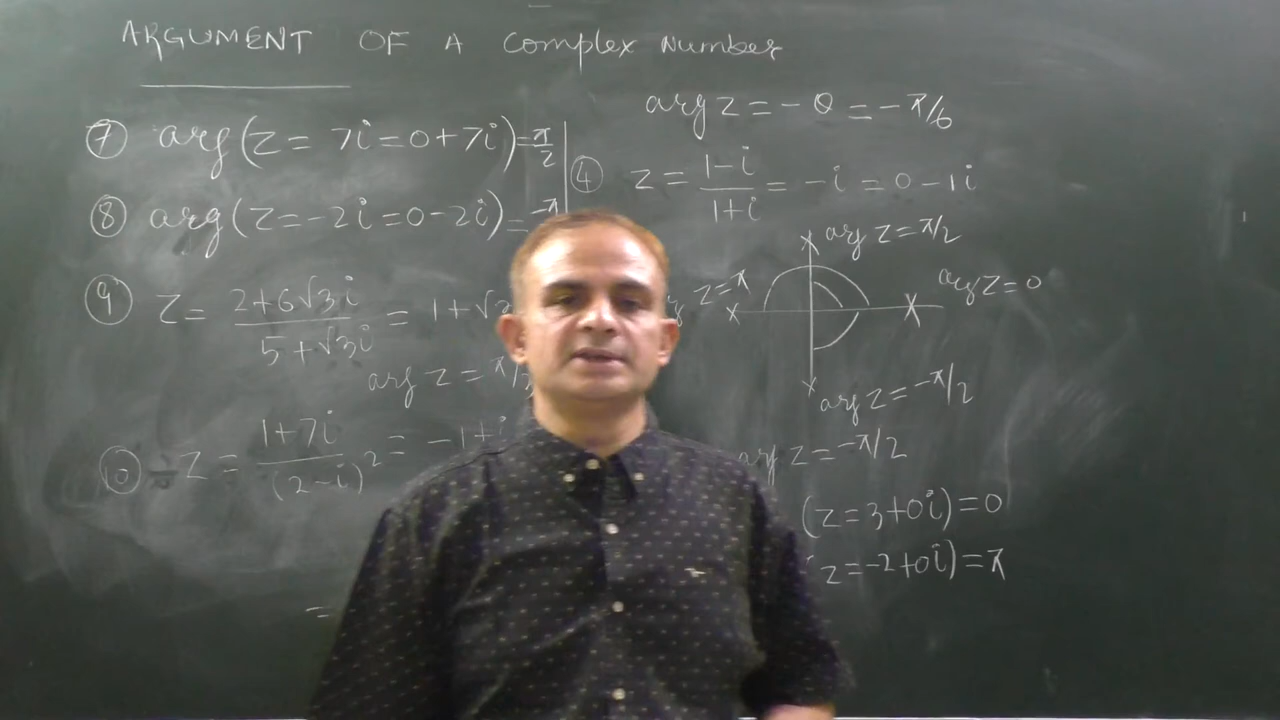 ARGUMENT OF A Complex Number
⑦ arg(z = 7i = 0+7i) = π/2
⑧ arg(z = -2i = 0-2i) = -π
⑨ z = (2+6√3i)/(5+√3i) = 1+√3
arg z = π/3
⑩ z = (1+7i)/(2-i)² = -1+i
=
arg z = -θ = -π/6
④ z = (1-i)/(1+i) = -i = 0-1i
arg z = π/2
z = π
arg z = 0
arg z = -π/2
arg z = -π/2
(z = 3+0i) = 0
z = -2+0i) = π